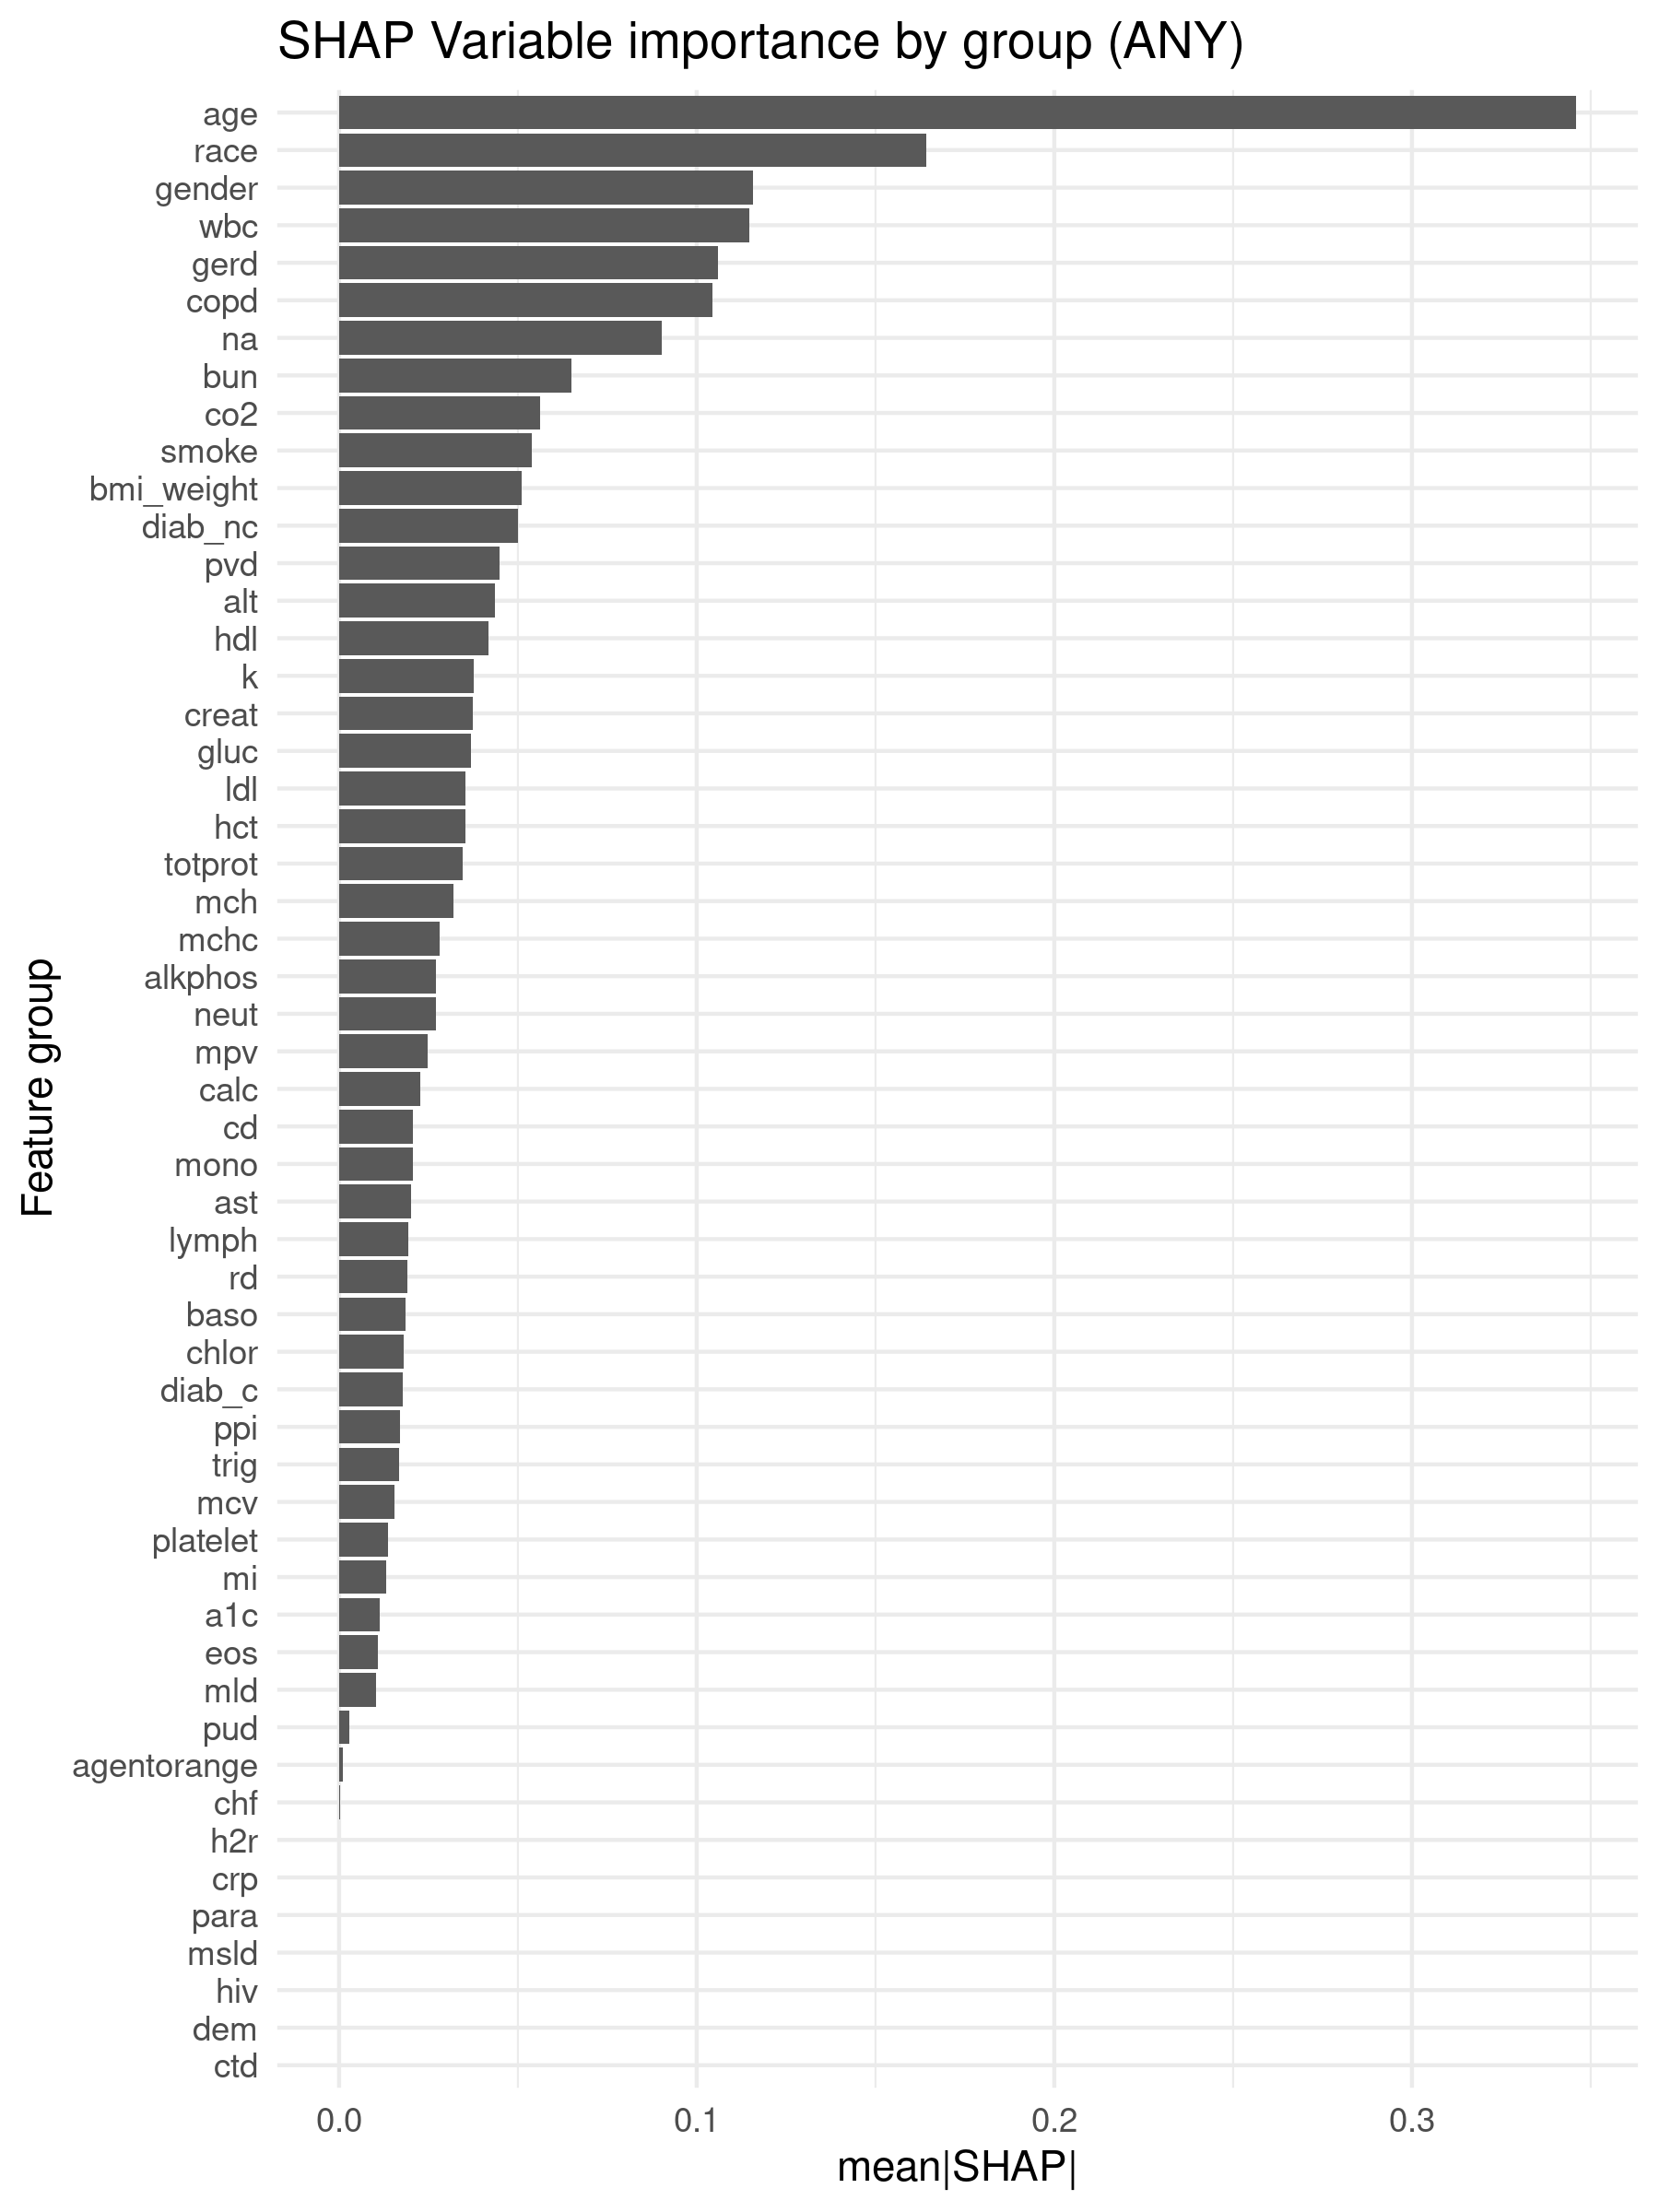 SHAP Variable importance by group (ANY)
age
race
gender
wbc
gerd
copd
na
bun
co2
smoke
bmi_weight
diab_nc
pvd
alt
hdl
k
creat
gluc
ldl
hct
totprot
mch
mchc
alkphos
neut
mpv
calc
cd
mono
ast
lymph
rd
baso
chlor
diab_c
ppi
trig
mcv
platelet
mi
a1c
eos
mld
pud
agentorange
chf
h2r
crp
para
msld
hiv
dem
ctd
Feature group
0.0 0.1 0.2 0.3
mean|SHAP|